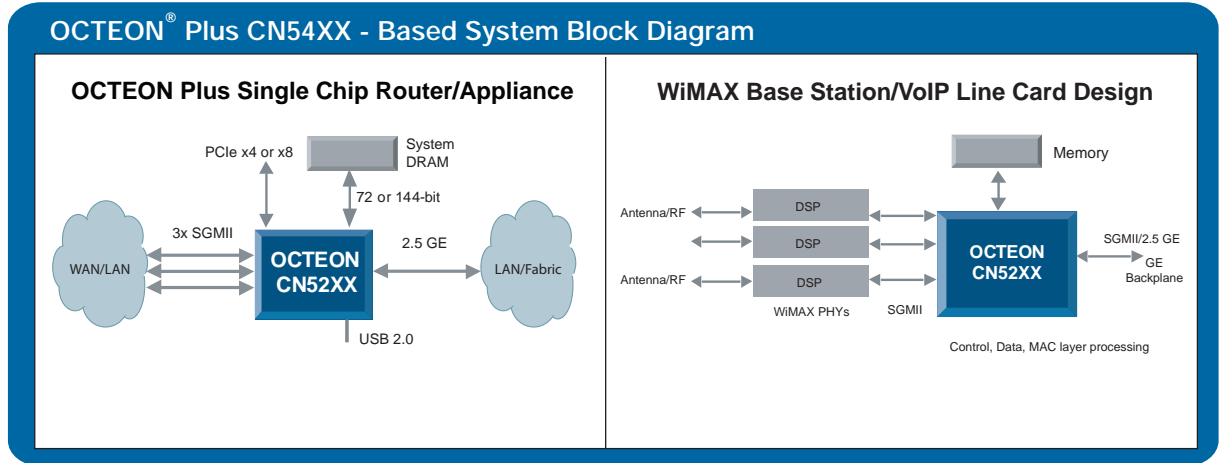 OCTEON® Plus CN54XX - Based System Block Diagram
OCTEON Plus Single Chip Router/Appliance
PCIe x4 or x8
System
DRAM
72 or 144-bit
3x SGMII
2.5 GE
WAN/LAN
OCTEON
CN52XX
LAN/Fabric
USB 2.0
WiMAX Base Station/VoIP Line Card Design
Memory
Antenna/RF
DSP
DSP
Antenna/RF
DSP
WiMAX PHYs
SGMII
OCTEON
CN52XX
SGMII/2.5 GE
GE
Backplane
Control, Data, MAC layer processing